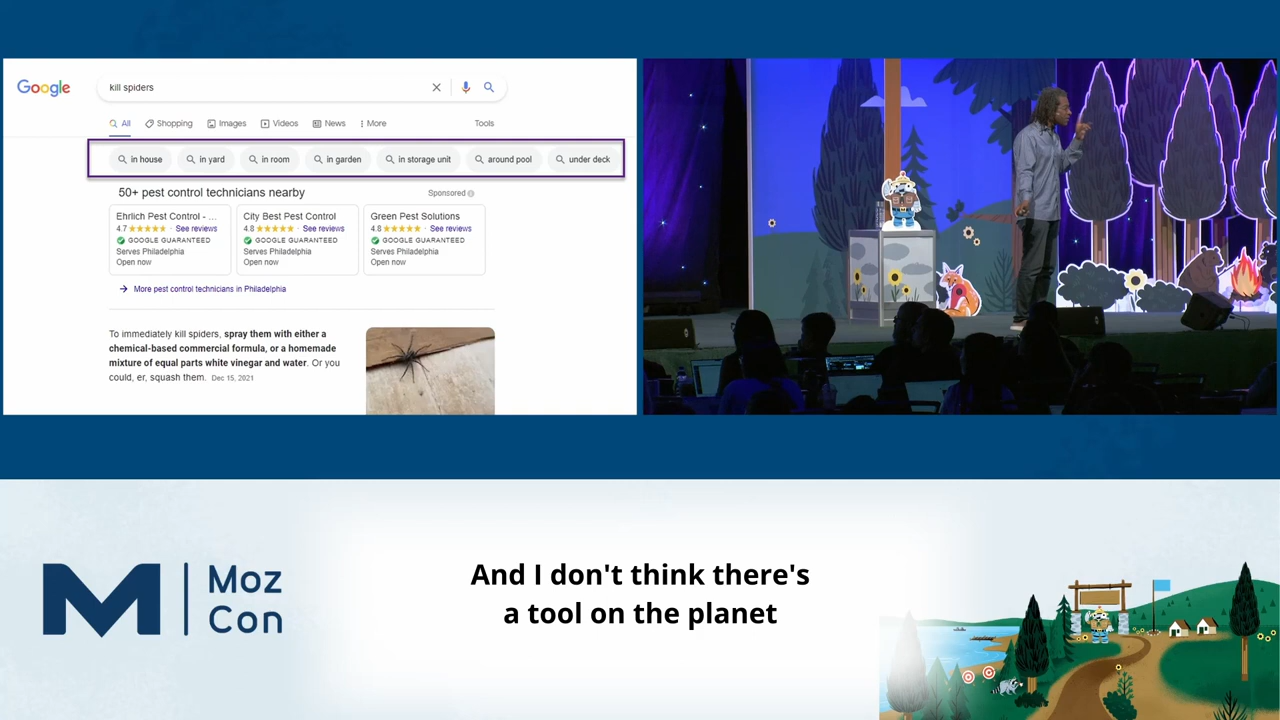 Google
kill spiders
All
Shopping
Images
Videos
News
More
Tools
in house
in yard
in room
in garden
in storage unit
around pool
under deck
50+ pest control technicians nearby
Sponsored
Ehrlich Pest Control - ...
4.7
· See reviews
GOOGLE GUARANTEED
Serves Philadelphia
Open now
City Best Pest Control
4.8
· See reviews
GOOGLE GUARANTEED
Serves Philadelphia
Open now
Green Pest Solutions
4.8
· See reviews
GOOGLE GUARANTEED
Serves Philadelphia
Open now
More pest control technicians in Philadelphia
To immediately kill spiders, spray them with either a
chemical-based commercial formula, or a homemade
mixture of equal parts white vinegar and water. Or you
could, er, squash them. Dec 15, 2021
Moz
Con
And I don't think there's
a tool on the planet